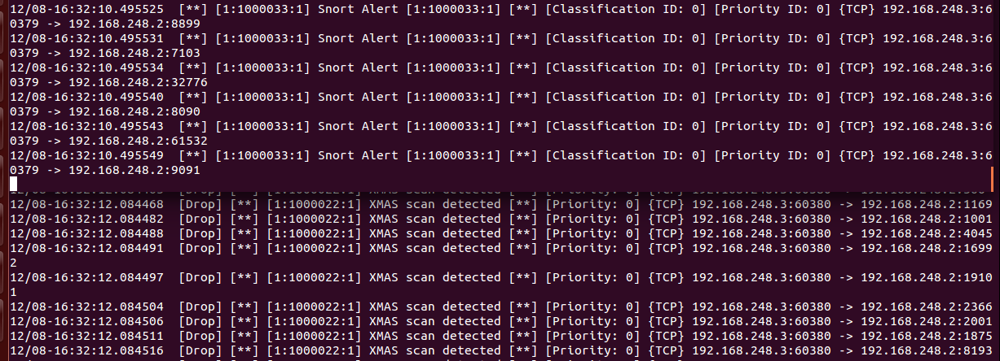 12/08-16:32:10.495525  [**] [1:1000033:1] Snort Alert [1:1000033:1] [**] [Classification ID: 0] [Priority ID: 0] {TCP} 192.168.248.3:6
0379 -> 192.168.248.2:8899
12/08-16:32:10.495531  [**] [1:1000033:1] Snort Alert [1:1000033:1] [**] [Classification ID: 0] [Priority ID: 0] {TCP} 192.168.248.3:6
0379 -> 192.168.248.2:7103
12/08-16:32:10.495534  [**] [1:1000033:1] Snort Alert [1:1000033:1] [**] [Classification ID: 0] [Priority ID: 0] {TCP} 192.168.248.3:6
0379 -> 192.168.248.2:32776
12/08-16:32:10.495540  [**] [1:1000033:1] Snort Alert [1:1000033:1] [**] [Classification ID: 0] [Priority ID: 0] {TCP} 192.168.248.3:6
0379 -> 192.168.248.2:8090
12/08-16:32:10.495543  [**] [1:1000033:1] Snort Alert [1:1000033:1] [**] [Classification ID: 0] [Priority ID: 0] {TCP} 192.168.248.3:6
0379 -> 192.168.248.2:61532
12/08-16:32:10.495549  [**] [1:1000033:1] Snort Alert [1:1000033:1] [**] [Classification ID: 0] [Priority ID: 0] {TCP} 192.168.248.3:6
0379 -> 192.168.248.2:9091
12/08-16:32:12.084468  [Drop] [**] [1:1000022:1] XMAS scan detected [**] [Priority: 0] {TCP} 192.168.248.3:60380 -> 192.168.248.2:1169
12/08-16:32:12.084482  [Drop] [**] [1:1000022:1] XMAS scan detected [**] [Priority: 0] {TCP} 192.168.248.3:60380 -> 192.168.248.2:1001
12/08-16:32:12.084488  [Drop] [**] [1:1000022:1] XMAS scan detected [**] [Priority: 0] {TCP} 192.168.248.3:60380 -> 192.168.248.2:4045
12/08-16:32:12.084491  [Drop] [**] [1:1000022:1] XMAS scan detected [**] [Priority: 0] {TCP} 192.168.248.3:60380 -> 192.168.248.2:1699
2
12/08-16:32:12.084497  [Drop] [**] [1:1000022:1] XMAS scan detected [**] [Priority: 0] {TCP} 192.168.248.3:60380 -> 192.168.248.2:1910
1
12/08-16:32:12.084504  [Drop] [**] [1:1000022:1] XMAS scan detected [**] [Priority: 0] {TCP} 192.168.248.3:60380 -> 192.168.248.2:2366
12/08-16:32:12.084506  [Drop] [**] [1:1000022:1] XMAS scan detected [**] [Priority: 0] {TCP} 192.168.248.3:60380 -> 192.168.248.2:2001
12/08-16:32:12.084511  [Drop] [**] [1:1000022:1] XMAS scan detected [**] [Priority: 0] {TCP} 192.168.248.3:60380 -> 192.168.248.2:1875
12/08-16:32:12.084516  [Drop] [**] [1:1000022:1] XMAS scan detected [**] [Priority: 0] {TCP} 192.168.248.3:60380 -> 192.168.248.2:8193